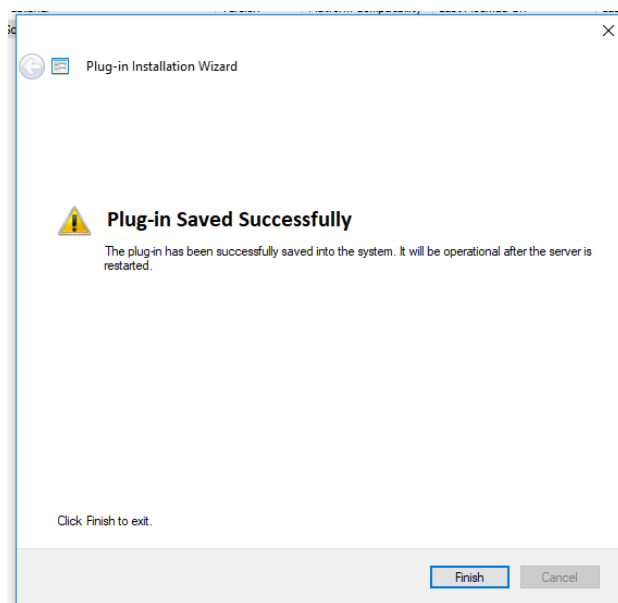 Plug-in Installation Wizard
Plug-in Saved Successfully
The plug-in has been successfully saved into the system. It will be operational after the server is
restarted.
Click Finish to exit.
Finish
Cancel